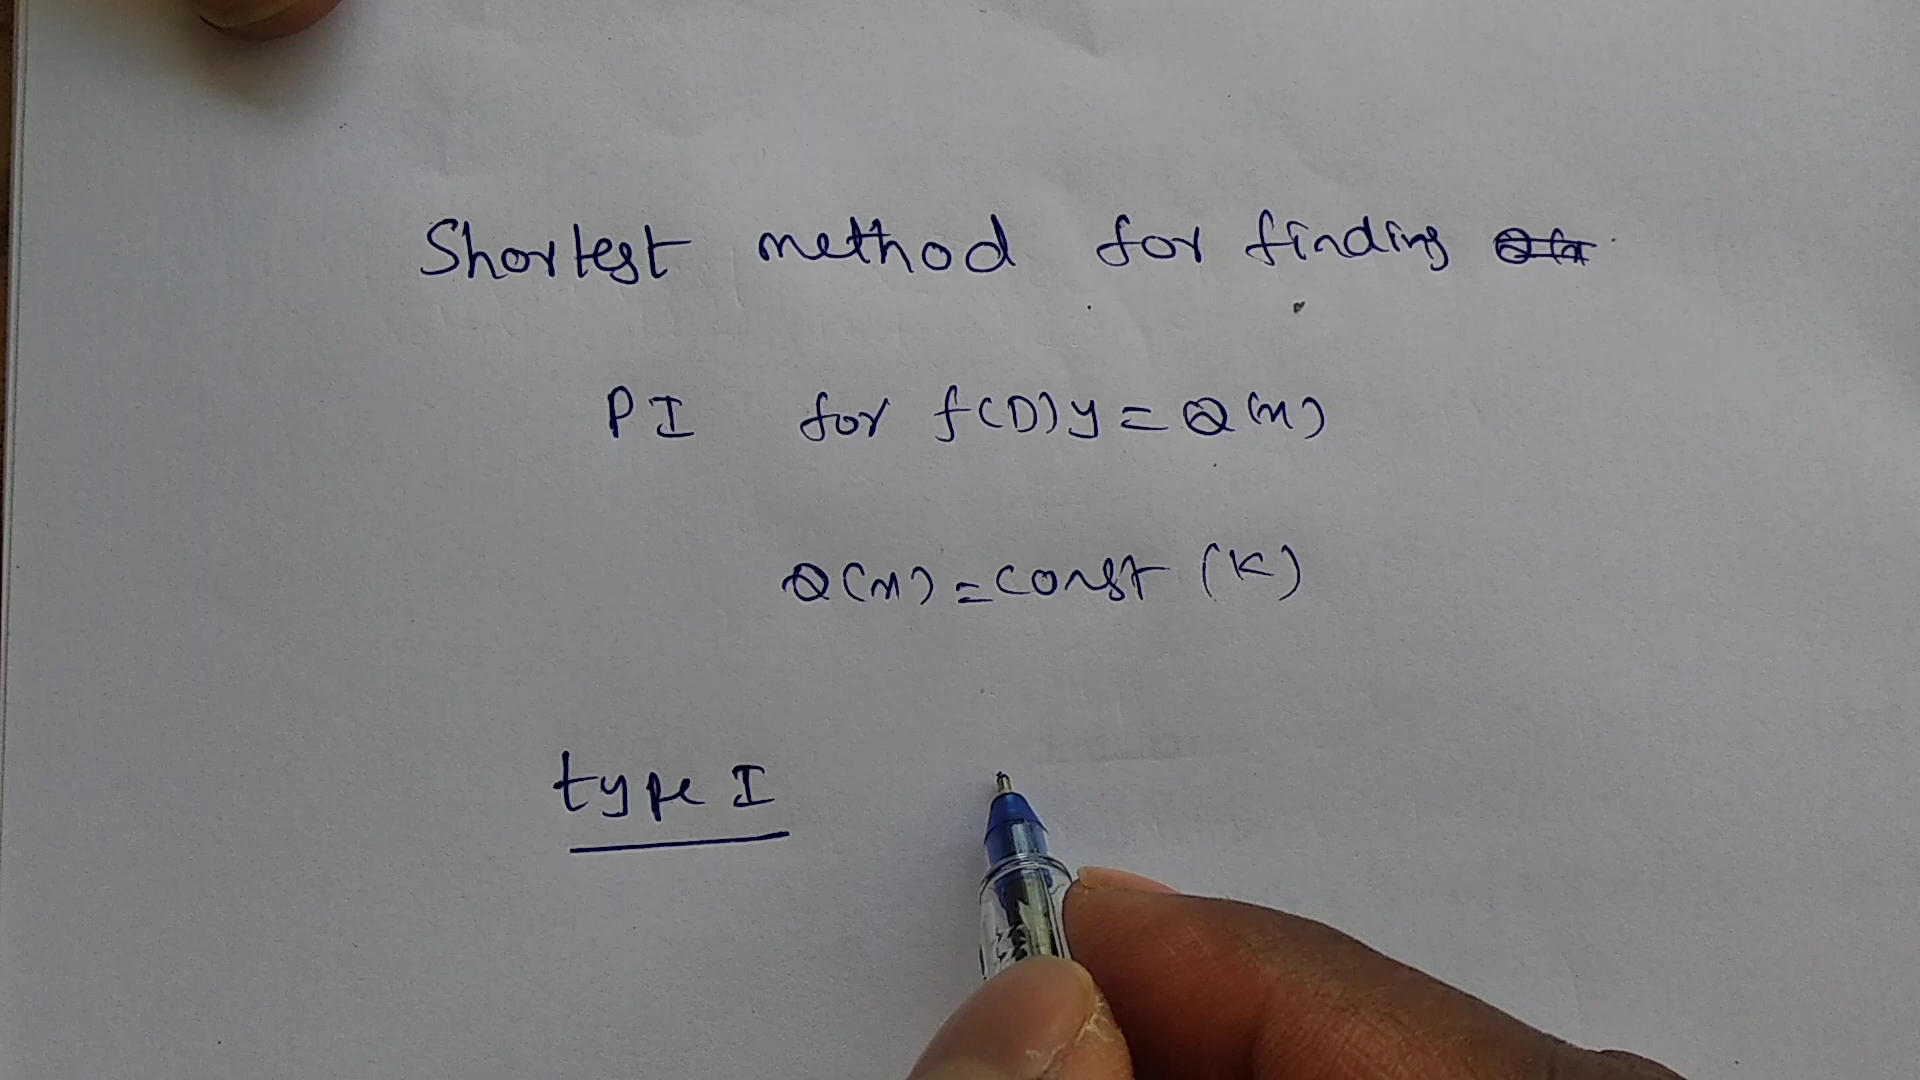 Shortest method for finding
PI for f(D)y = Q(x)
Q(x) = const (K)
type I